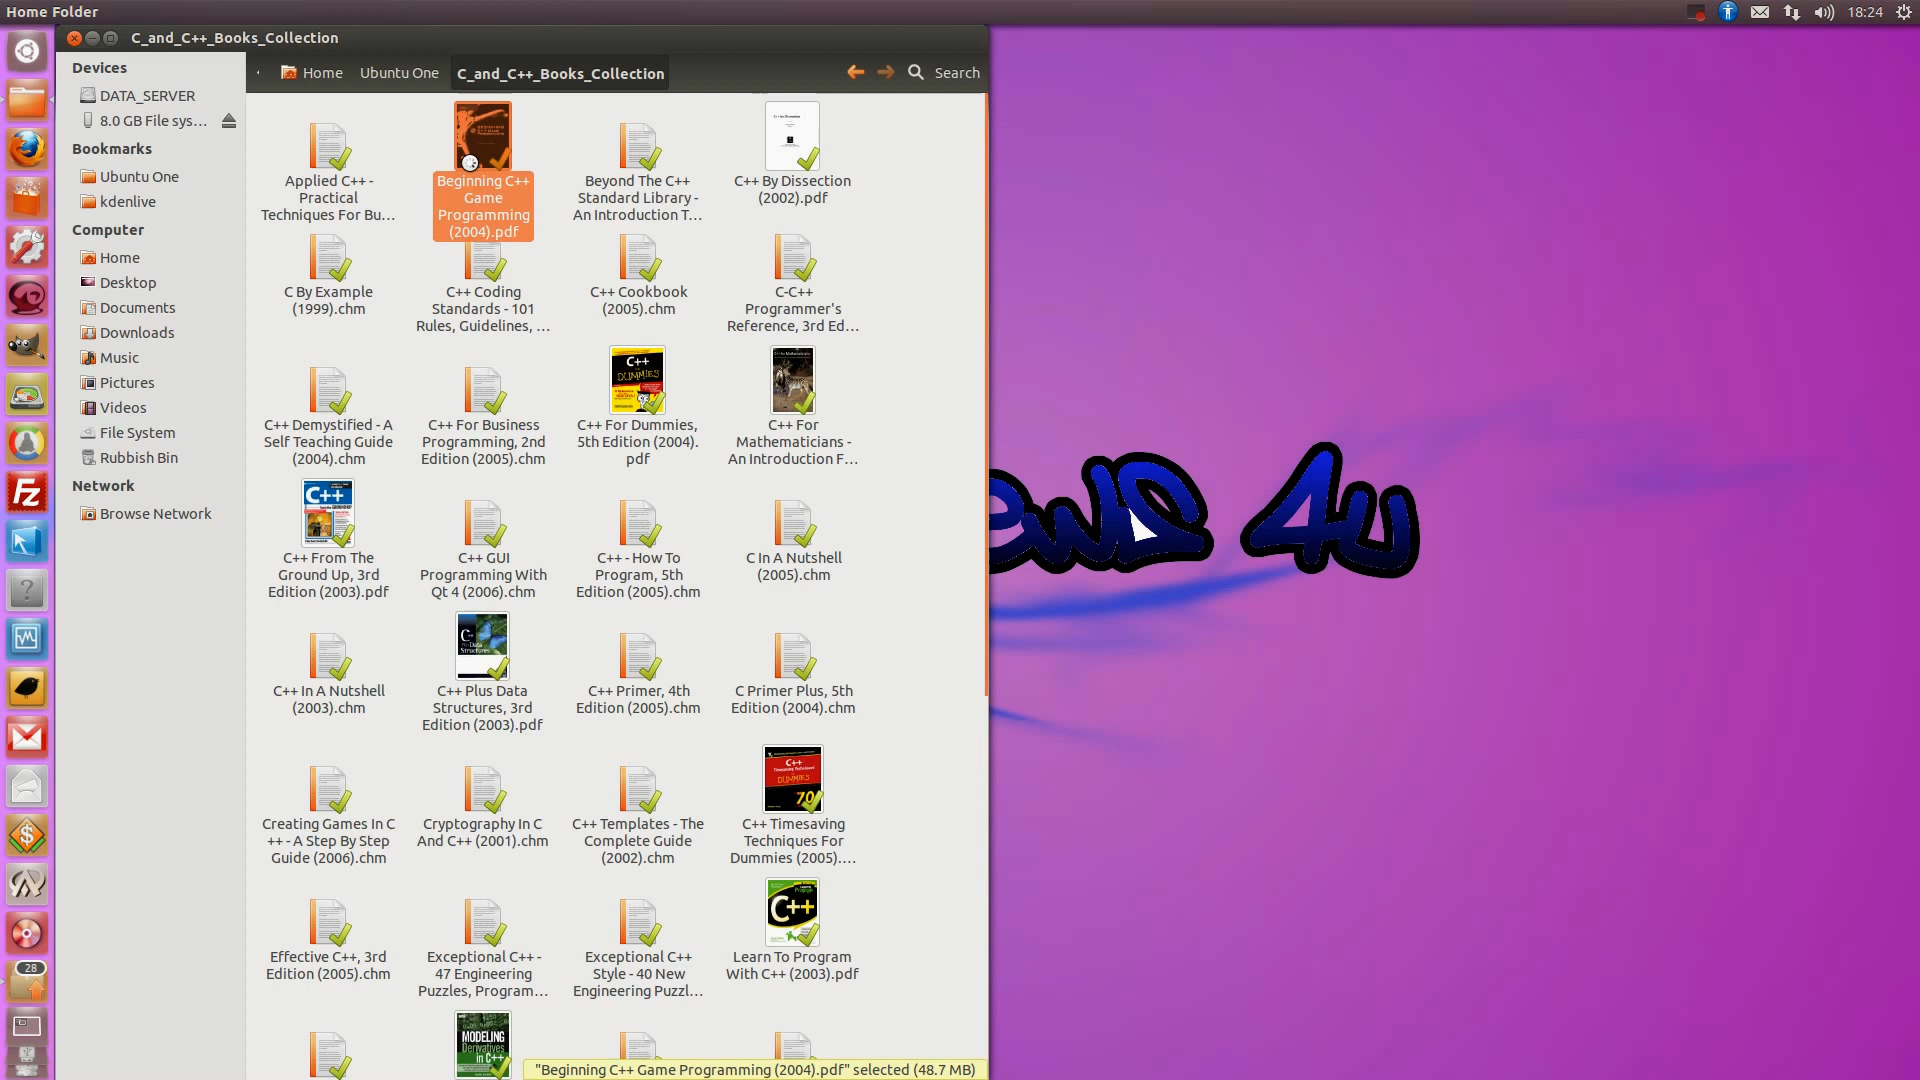 Home Folder
18:24
C_and_C++_Books_Collection
Devices
DATA_SERVER
8.0 GB File sys...
Bookmarks
Ubuntu One
kdenlive
Computer
Home
Desktop
Documents
Downloads
Music
Pictures
Videos
File System
Rubbish Bin
Network
Browse Network
Home
Ubuntu One
C_and_C++_Books_Collection
Search
Applied C++ -
Practical
Techniques For Bu...
Beginning C++
Game
Programming
(2004).pdf
Beyond The C++
Standard Library -
An Introduction T...
C++ By Dissection
(2002).pdf
C By Example
(1999).chm
C++ Coding
Standards - 101
Rules, Guidelines, ...
C++ Cookbook
(2005).chm
C-C++
Programmer's
Reference, 3rd Ed...
C++
DUMMIES
C++ Demystified - A
Self Teaching Guide
(2004).chm
C++ For Business
Programming, 2nd
Edition (2005).chm
C++ For Dummies,
5th Edition (2004).
pdf
C++ For
Mathematicians -
An Introduction F...
C++
C++ From The
Ground Up, 3rd
Edition (2003).pdf
C++ GUI
Programming With
Qt 4 (2006).chm
C++ - How To
Program, 5th
Edition (2005).chm
C In A Nutshell
(2005).chm
C++ In A Nutshell
(2003).chm
C++ Plus Data
Structures, 3rd
Edition (2003).pdf
C++ Primer, 4th
Edition (2005).chm
C Primer Plus, 5th
Edition (2004).chm
C++
DUMMIES
70
Creating Games In C
++ - A Step By Step
Guide (2006).chm
Cryptography In C
And C++ (2001).chm
C++ Templates - The
Complete Guide
(2002).chm
C++ Timesaving
Techniques For
Dummies (2005)....
C++
Effective C++, 3rd
Edition (2005).chm
Exceptional C++ -
47 Engineering
Puzzles, Program...
Exceptional C++
Style - 40 New
Engineering Puzzl...
Learn To Program
With C++ (2003).pdf
MODELING
Derivatives
in C++
"Beginning C++ Game Programming (2004).pdf" selected (48.7 MB)
28
4U